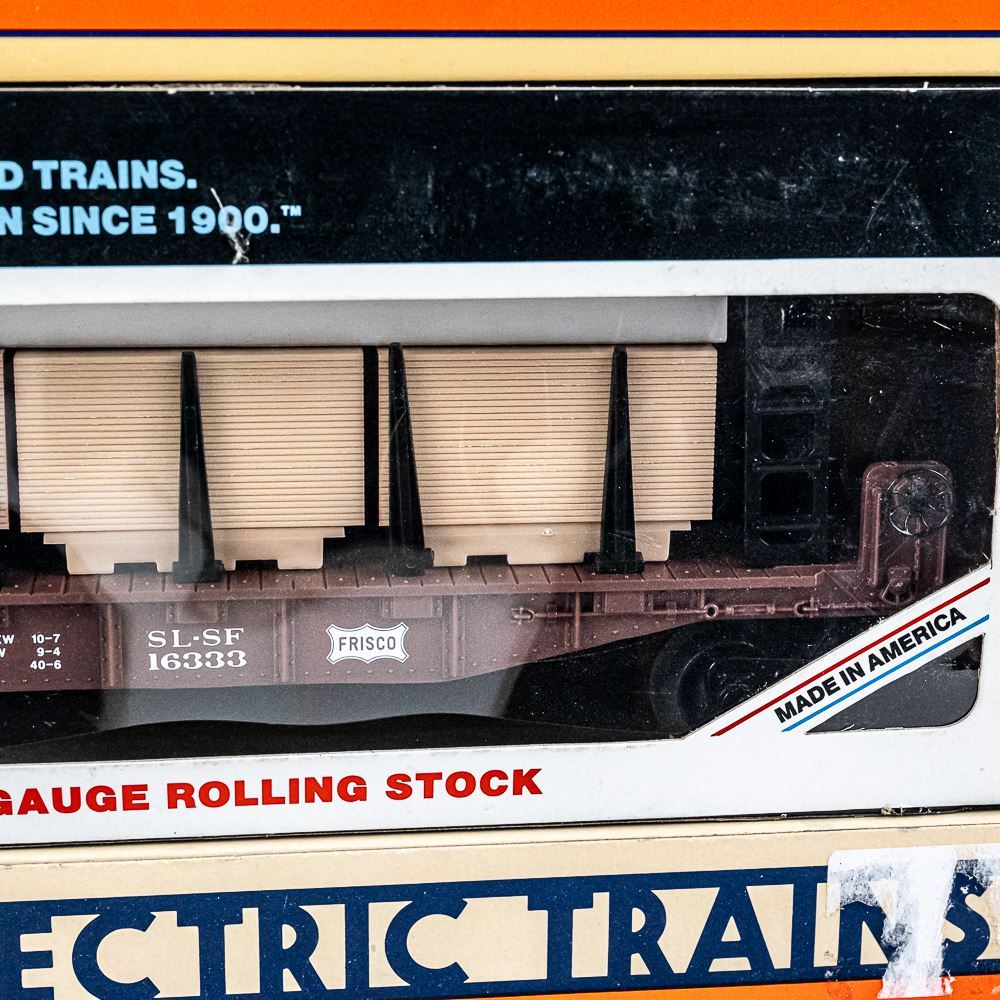 D TRAINS.
N SINCE 1900.™
10-7
9-4
40-6
SL-SF
16333
FRISCO
MADE IN AMERICA
GAUGE ROLLING STOCK
ECTRIC TRAINS